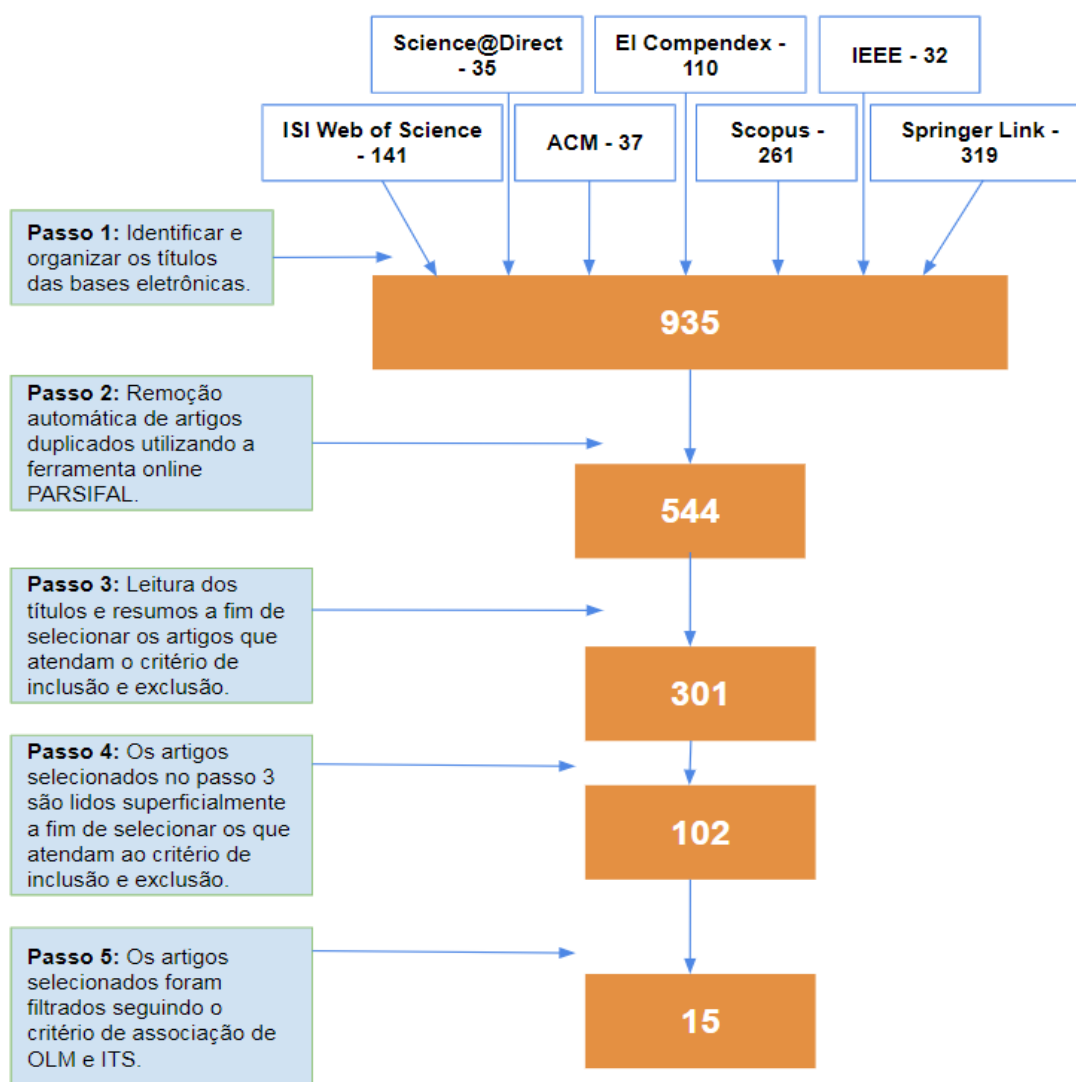 Science@Direct
- 35
EI Compendex -
110
IEEE - 32
ISI Web of Science
- 141
ACM - 37
Scopus -
261
Springer Link -
319
Passo 1: Identificar e
organizar os títulos
das bases eletrônicas.
935
Passo 2: Remoção
automática de artigos
duplicados utilizando a
ferramenta online
PARSIFAL.
544
Passo 3: Leitura dos
títulos e resumos a fim de
selecionar os artigos que
atendam o critério de
inclusão e exclusão.
301
Passo 4: Os artigos
selecionados no passo 3
são lidos superficialmente
a fim de selecionar os que
atendam ao critério de
inclusão e exclusão.
102
Passo 5: Os artigos
selecionados foram
filtrados seguindo o
critério de associação de
OLM e ITS.
15